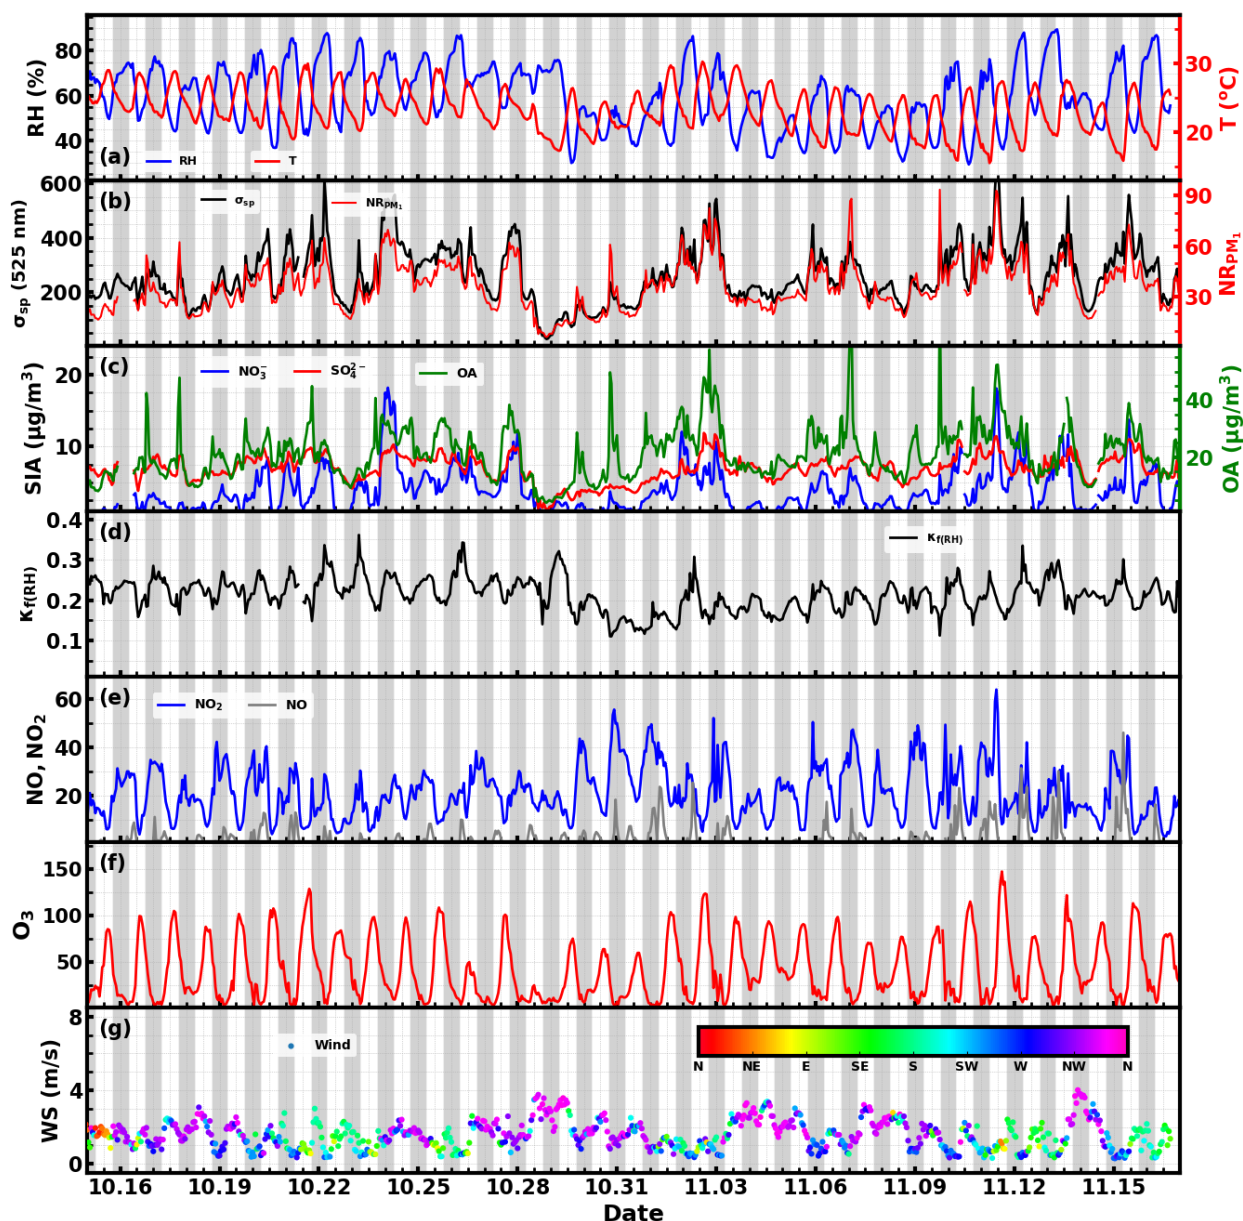 (a)
RH (%)
80
60
40
RH
T
30
20
T (°C)
(b)
σsp (525 nm)
600
400
200
σsp
NRPM₁
90
60
30
NRPM₁
(c)
SIA (μg/m³)
20
10
NO₃⁻
SO₄²⁻
OA
40
20
OA (μg/m³)
(d)
κf(RH)
0.4
0.3
0.2
0.1
κf(RH)
(e)
NO, NO₂
60
40
20
NO₂
NO
(f)
O₃
150
100
50
(g)
WS (m/s)
8
4
0
Wind
N NE E SE S SW W NW N
10.16 10.19 10.22 10.25 10.28 10.31 11.03 11.06 11.09 11.12 11.15
Date